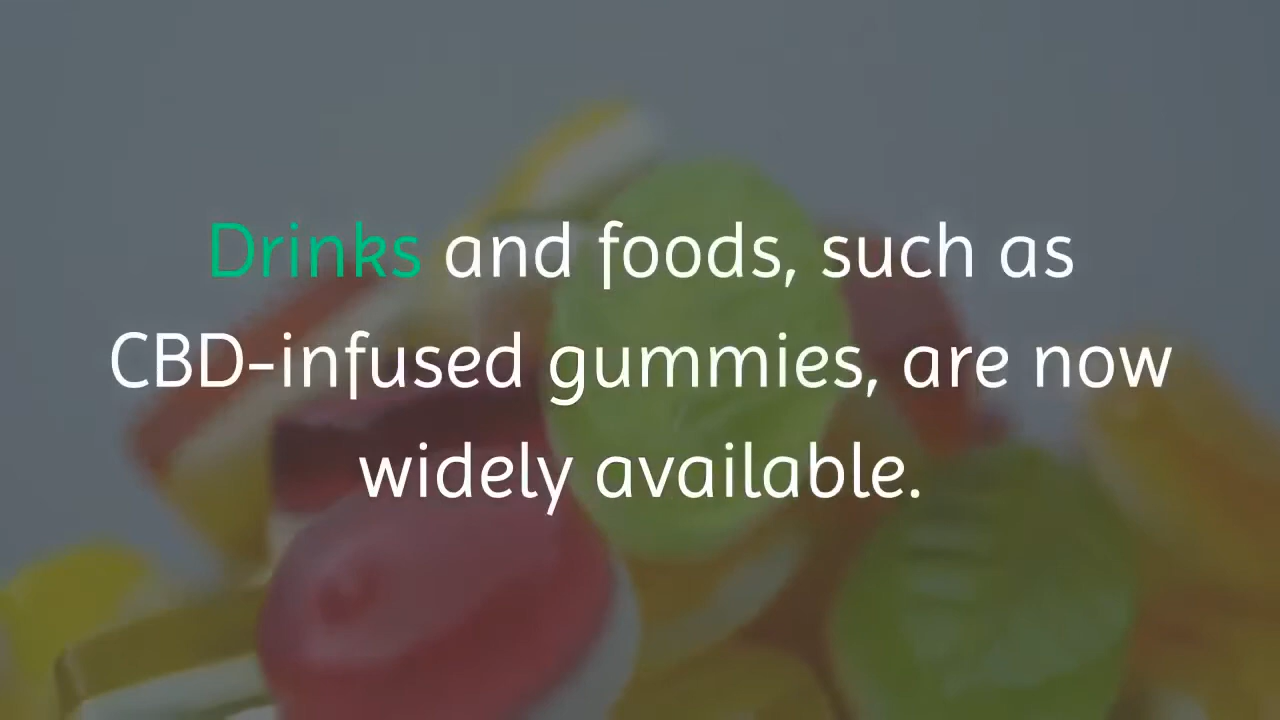 Drinks and foods, such as
CBD-infused gummies, are now
widely available.